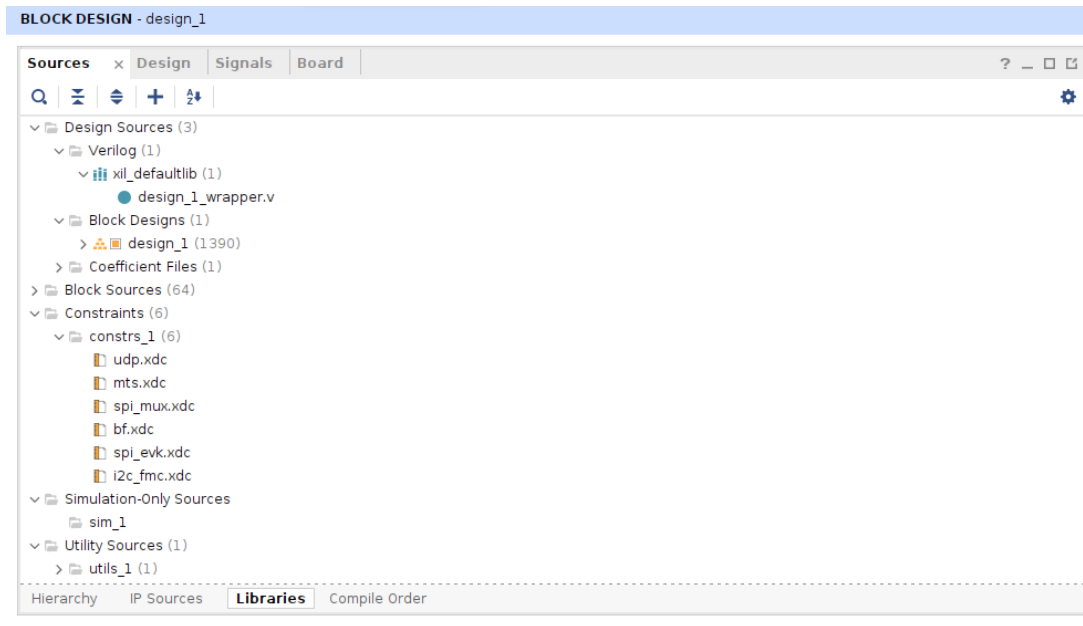 BLOCK DESIGN - design_1
Sources × Design Signals Board ?
Design Sources (3)
Verilog (1)
xil_defaultlib (1)
design_1_wrapper.v
Block Designs (1)
design_1 (1390)
Coefficient Files (1)
Block Sources (64)
Constraints (6)
constrs_1 (6)
udp.xdc
mts.xdc
spi_mux.xdc
bf.xdc
spi_evk.xdc
i2c_fmc.xdc
Simulation-Only Sources
sim_1
Utility Sources (1)
utils_1 (1)
Hierarchy IP Sources Libraries Compile Order